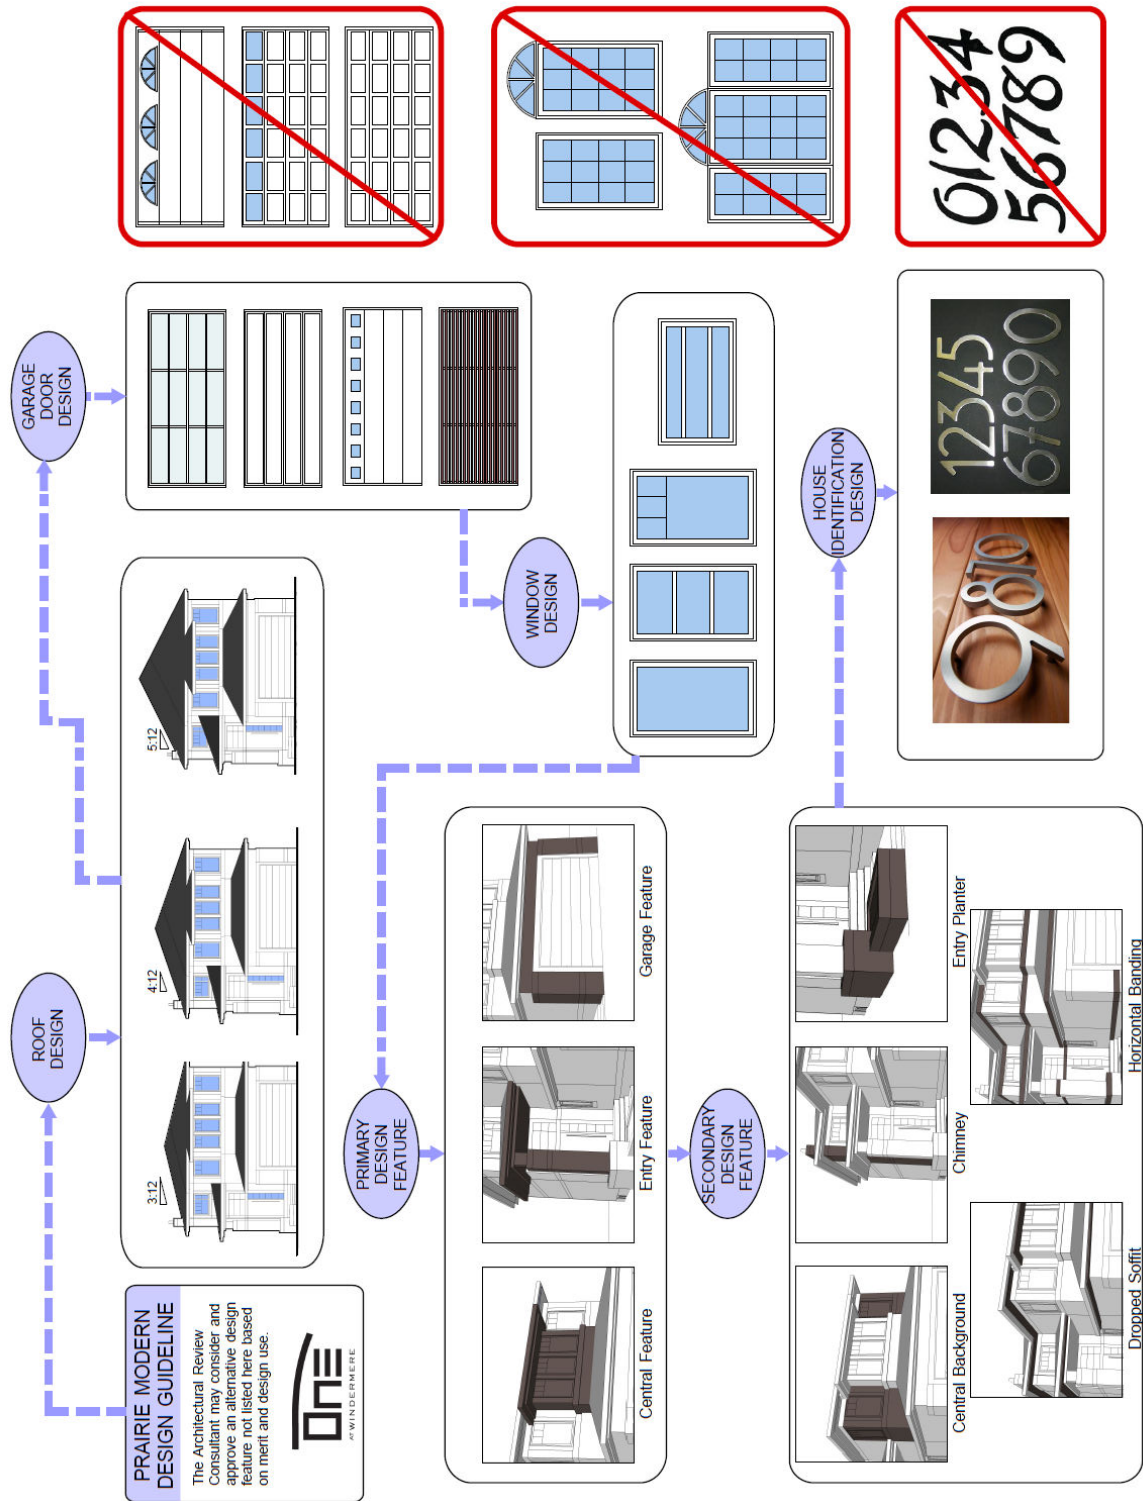 PRAIRIE MODERN
DESIGN GUIDELINE
The Architectural Review
Consultant may consider and
approve an alternative design
feature not listed here based
on merit and design use.
ONE
AT WINDERMERE
ROOF
DESIGN
3:12
4:12
5:12
GARAGE
DOOR
DESIGN
WINDOW
DESIGN
PRIMARY
DESIGN
FEATURE
Central Feature
Entry Feature
Garage Feature
SECONDARY
DESIGN
FEATURE
Central Background
Chimney
Entry Planter
Dropped Soffit
Horizontal Banding
HOUSE
IDENTIFICATION
DESIGN
9870
12345
67890
01234
56789